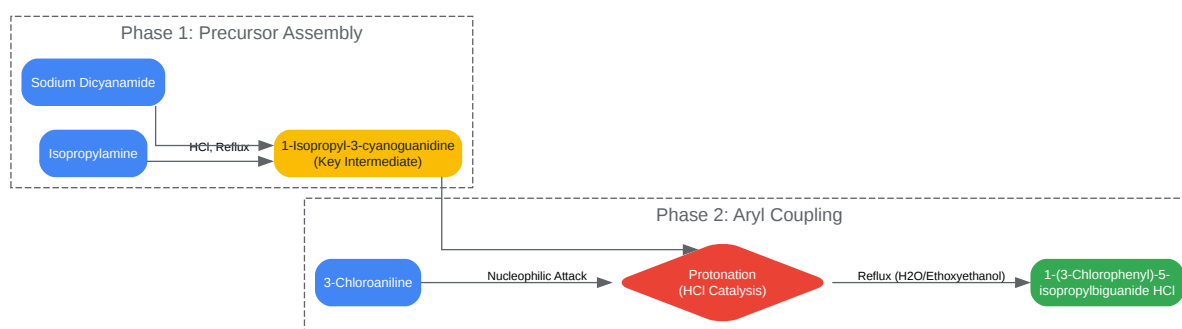 Phase 1: Precursor Assembly
Sodium Dicyanamide
HCl, Reflux
Isopropylamine
1-Isopropyl-3-cyanoguanidine
(Key Intermediate)
Phase 2: Aryl Coupling
3-Chloroaniline
Nucleophilic Attack
Protonation
(HCl Catalysis)
Reflux (H2O/Ethoxyethanol)
1-(3-Chlorophenyl)-5-
isopropylbiguanide HCl